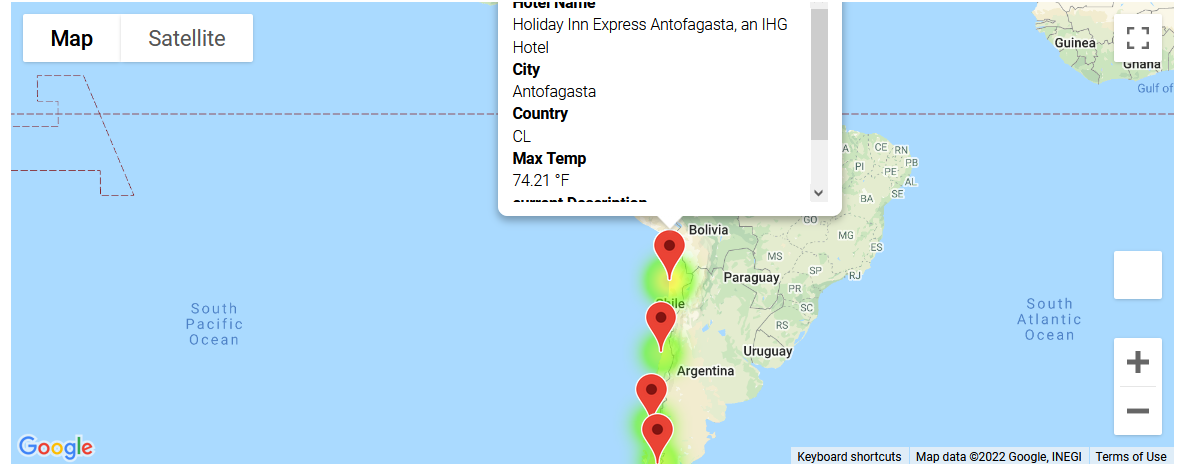 Map
Satellite
Hotel Name
Holiday Inn Express Antofagasta, an IHG
Hotel
City
Antofagasta
Country
CL
Max Temp
74.21 °F
current Description
Guinea
Ghana
Gulf of
A
CE
RN
PB
PI
PE
AL
SE
BA
GO
Bolivia
MG
ES
MS
Paraguay
SP
RJ
PR
Chile
SC
South
Pacific
Ocean
South
Atlantic
Ocean
RS
Uruguay
Argentina
Google
Keyboard shortcuts
Map data ©2022 Google, INEGI
Terms of Use